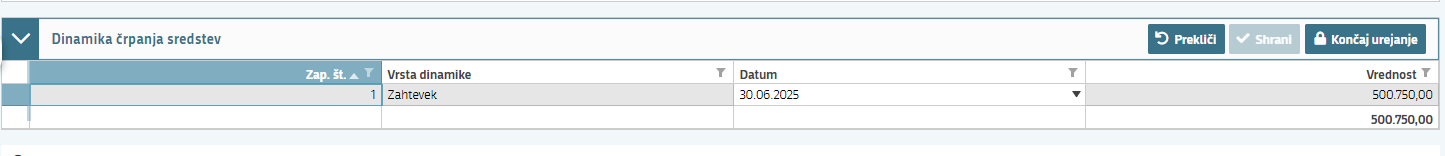 Dinamika črpanja sredstev Prekliči Shrani Končaj urejanje
Zap. št. Vrsta dinamike Datum Vrednost
1 Zahtevek 30.06.2025 500.750,00
500.750,00